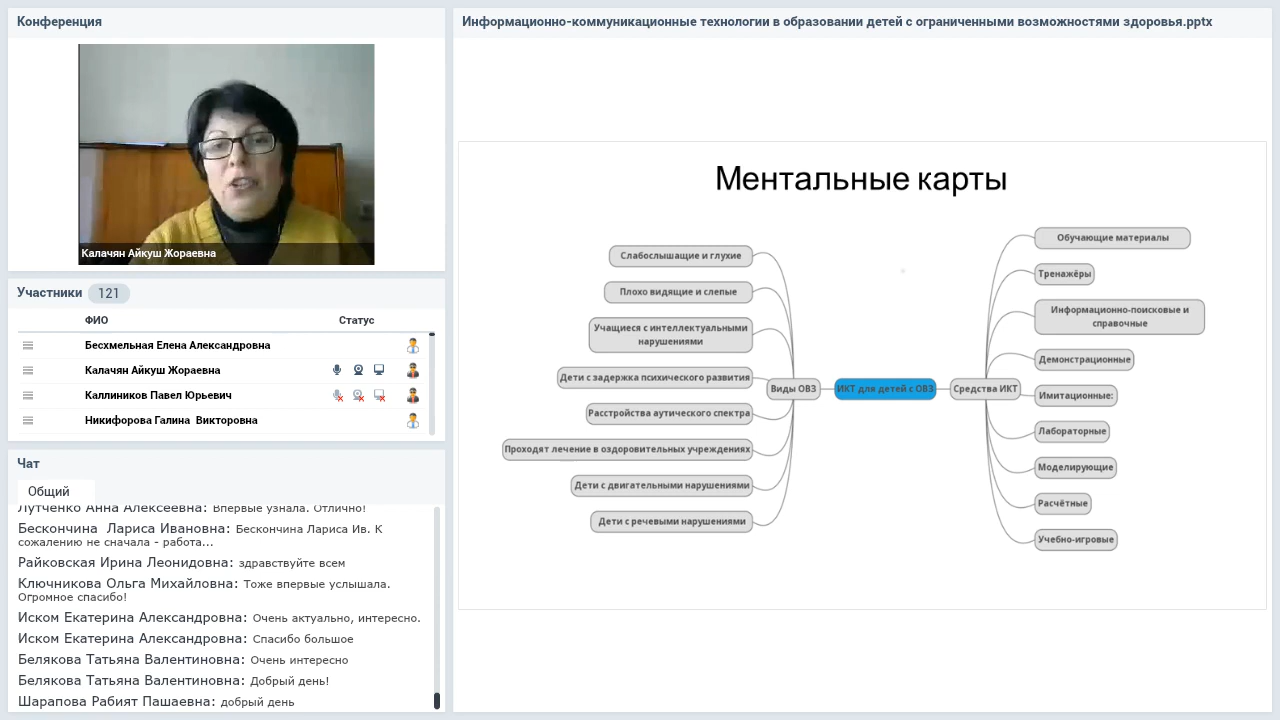 Конференция
Калачян Айкуш Жораевна
Участники 121
ФИО Статус
Бесхмельная Елена Александровна
Калачян Айкуш Жораевна
Каллиников Павел Юрьевич
Никифорова Галина Викторовна
Чат
Общий
Лутченко Анна Алексеевна: Впервые узнала. Отлично!
Бескончина Лариса Ивановна: Бескончина Лариса Ив. К
сожалению не сначала - работа...
Райковская Ирина Леонидовна: здравствуйте всем
Ключникова Ольга Михайловна: Тоже впервые услышала.
Огромное спасибо!
Иском Екатерина Александровна: Очень актуально, интересно.
Иском Екатерина Александровна: Спасибо большое
Белякова Татьяна Валентиновна: Очень интересно
Белякова Татьяна Валентиновна: Добрый день!
Шарапова Рабият Пашаевна: добрый день
Информационно-коммуникационные технологии в образовании детей с ограниченными возможностями здоровья.pptx
Ментальные карты
Слабослышащие и глухие
Плохо видящие и слепые
Учащиеся с интеллектуальными
нарушениями
Дети с задержка психического развития
Расстройства аутического спектра
Проходят лечение в оздоровительных учреждениях
Дети с двигательными нарушениями
Дети с речевыми нарушениями
Виды ОВЗ
ИКТ для детей с ОВЗ
Средства ИКТ
Обучающие материалы
Тренажёры
Информационно-поисковые и
справочные
Демонстрационные
Имитационные:
Лабораторные
Моделирующие
Расчётные
Учебно-игровые